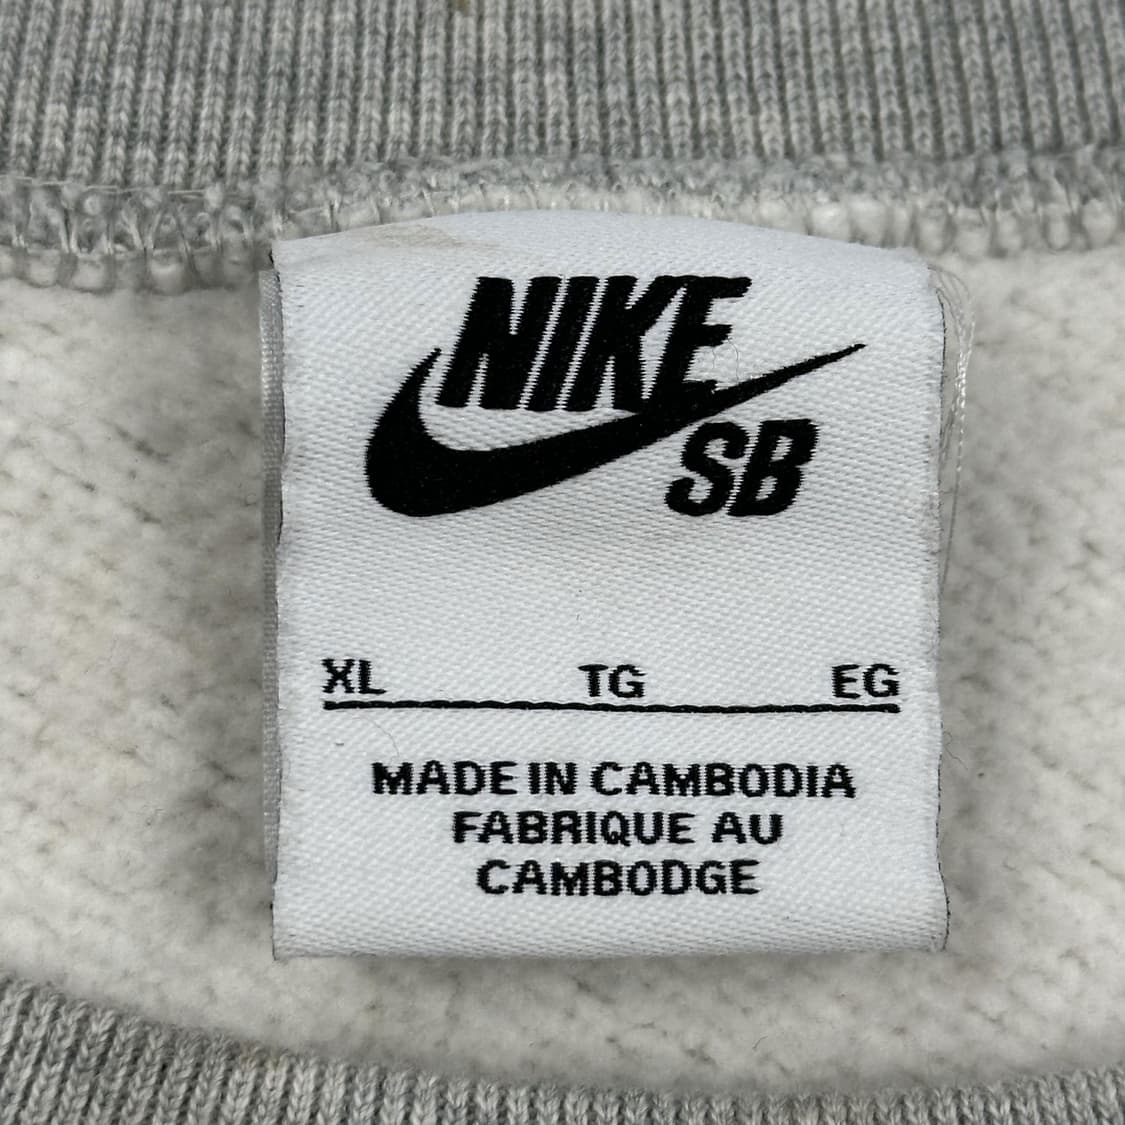 NIKE
SB
XL TG EG
MADE IN CAMBODIA
FABRIQUE AU
CAMBODGE